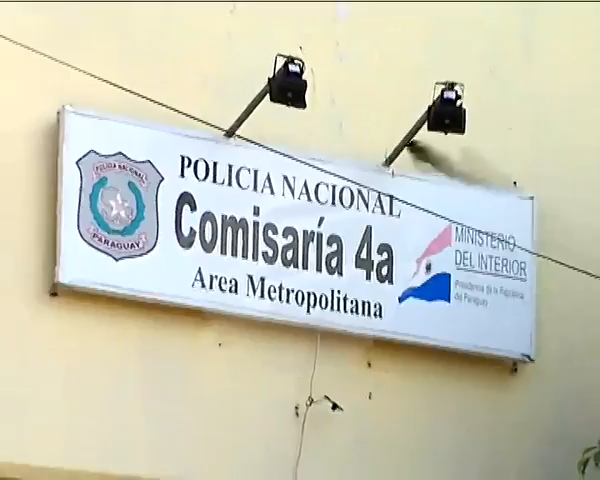 POLICIA NACIONAL
PARAGUAY
POLICIA NACIONAL
Comisaría 4a
Area Metropolitana
MINISTERIO
DEL INTERIOR
Presidencia de la República
del Paraguay